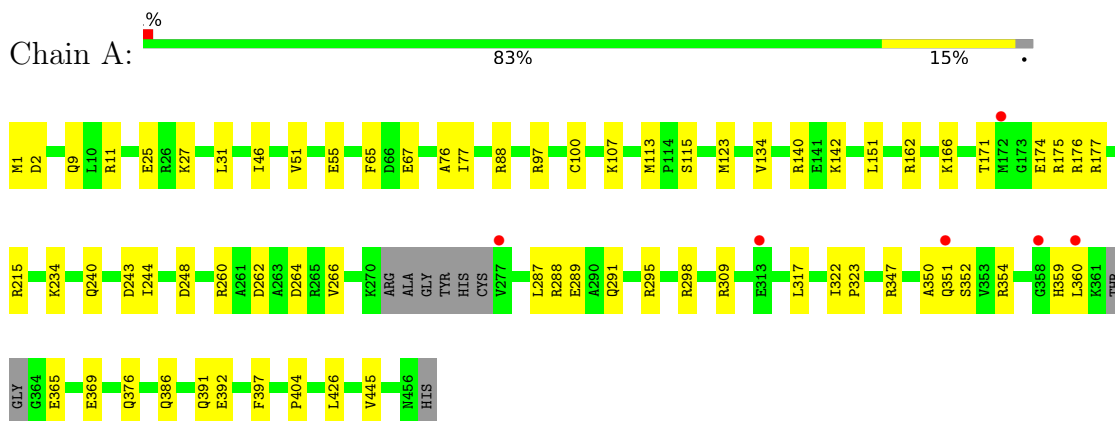 .%
Chain A:
83% 15% •
M1 D2 Q9 L10 R11 E25 R26 K27 L31 I46 V51 E55 F65 D66 E67 A76 I77 R88 R97 C100 K107 M113 P114 S115 M123 V134 R140 E141 K142 L151 R162 K166 T171 M172 G173 E174 R175 R176 R177
R215 K234 Q240 D243 I244 D248 R260 A261 D262 A263 D264 R265 V266 K270 ARG ALA GLY TYR HIS CYS V277 L287 R288 E289 A290 Q291 R295 R298 R309 E313 L317 I322 P323 R347 A350 Q351 S352 V353 R354 G358 H359 L360 K361 THR
GLY G364 E365 E369 Q376 Q386 Q391 E392 F397 P404 L426 V445 N456 HIS